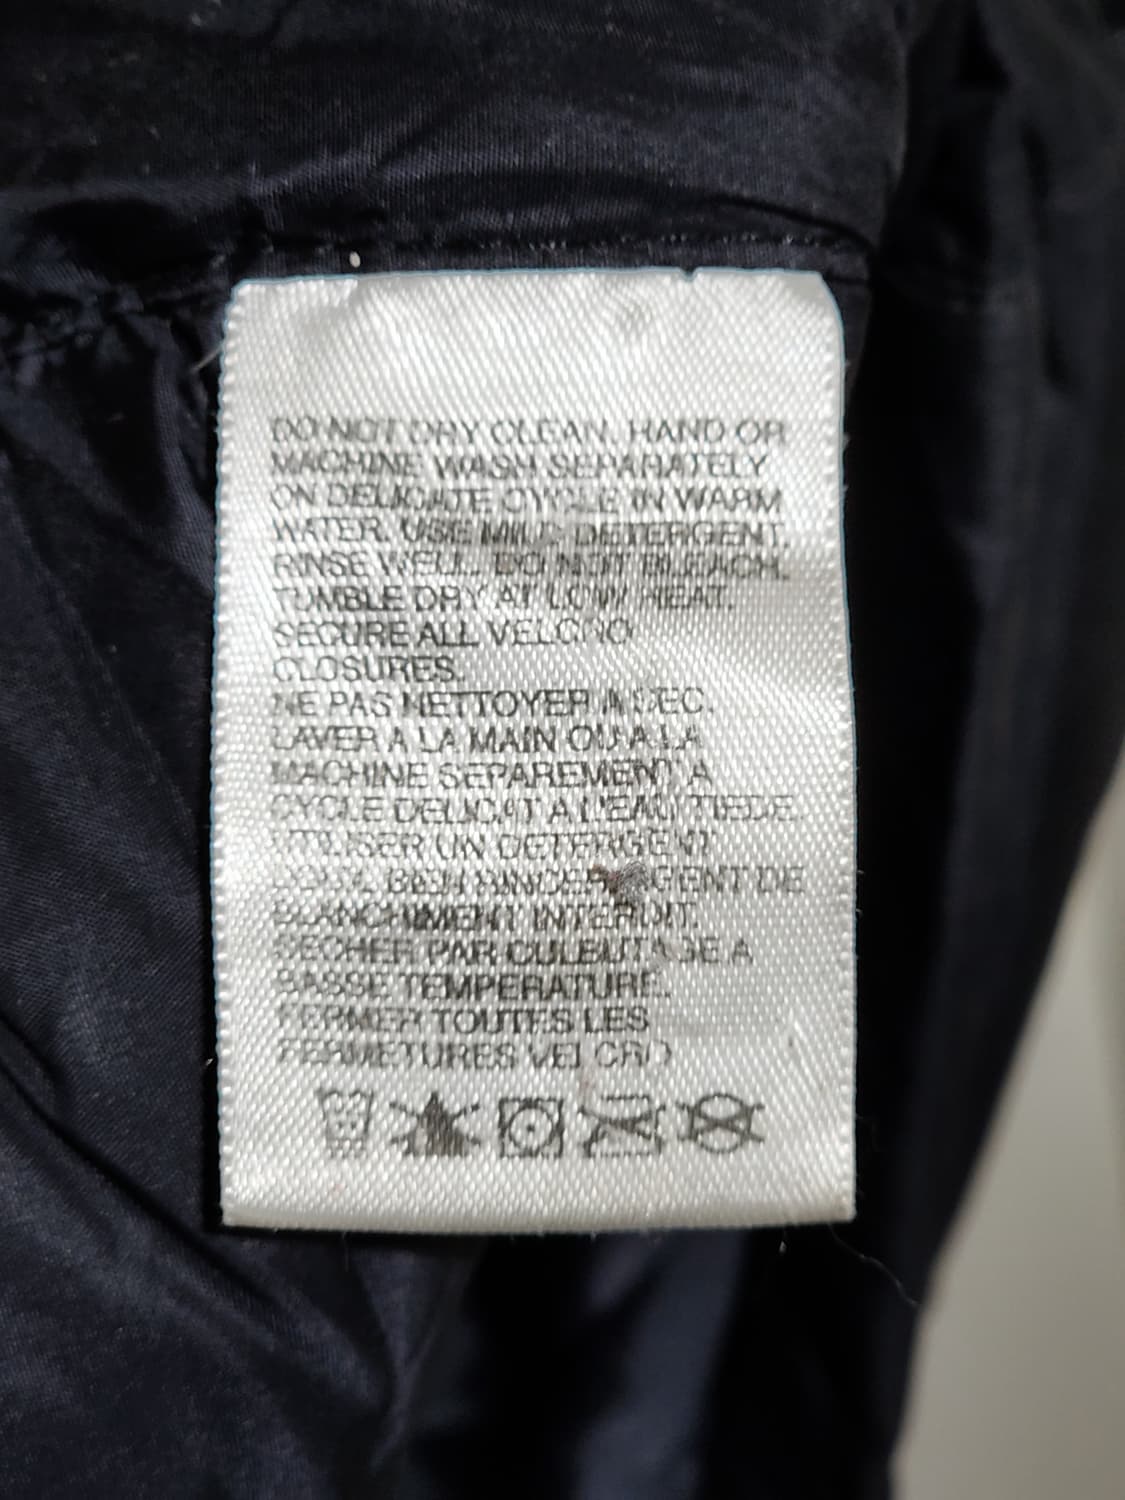 DO NOT DRY CLEAN. HAND OR
MACHINE WASH SEPARATELY
ON DELICATE CYCLE IN WARM
WATER. USE MILD DETERGENT.
RINSE WELL. DO NOT BLEACH.
TUMBLE DRY AT LOW HEAT.
SECURE ALL VELCRO
CLOSURES.
NE PAS NETTOYER A SEC.
LAVER A LA MAIN OU A LA
MACHINE SEPAREMENT A
CYCLE DELICAT A L'EAU TIEDE
UTILISER UN DETERGENT
BIEN RINCER AGENT DE
BLANCHIMENT INTERDIT.
SECHER PAR CULBUTAGE A
BASSE TEMPERATURE.
FERMER TOUTES LES
FERMETURES VELCRO